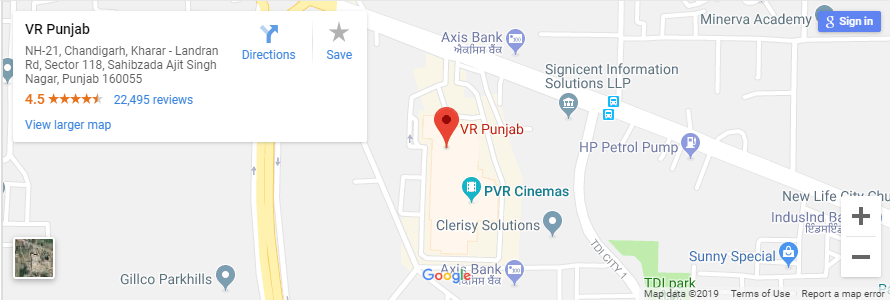 VR Punjab
NH-21, Chandigarh, Kharar - Landran
Rd, Sector 118, Sahibzada Ajit Singh
Nagar, Punjab 160055
4.5 22,495 reviews
View larger map
Directions
Save
Axis Bank
ਐਕਸਿਸ ਬੈਂਕ
Minerva Academy
Sign in
Signicent Information
Solutions LLP
VR Punjab
HP Petrol Pump
PVR Cinemas
New Life City Chu
Clerisy Solutions
IndusInd Ban
TDI CITY 1
Sunny Special
Gillco Parkhills
Axis Bank
ਐਕਸਿਸ ਬੈਂਕ
Google
TDI park
Map data ©2019 Terms of Use Report a map error